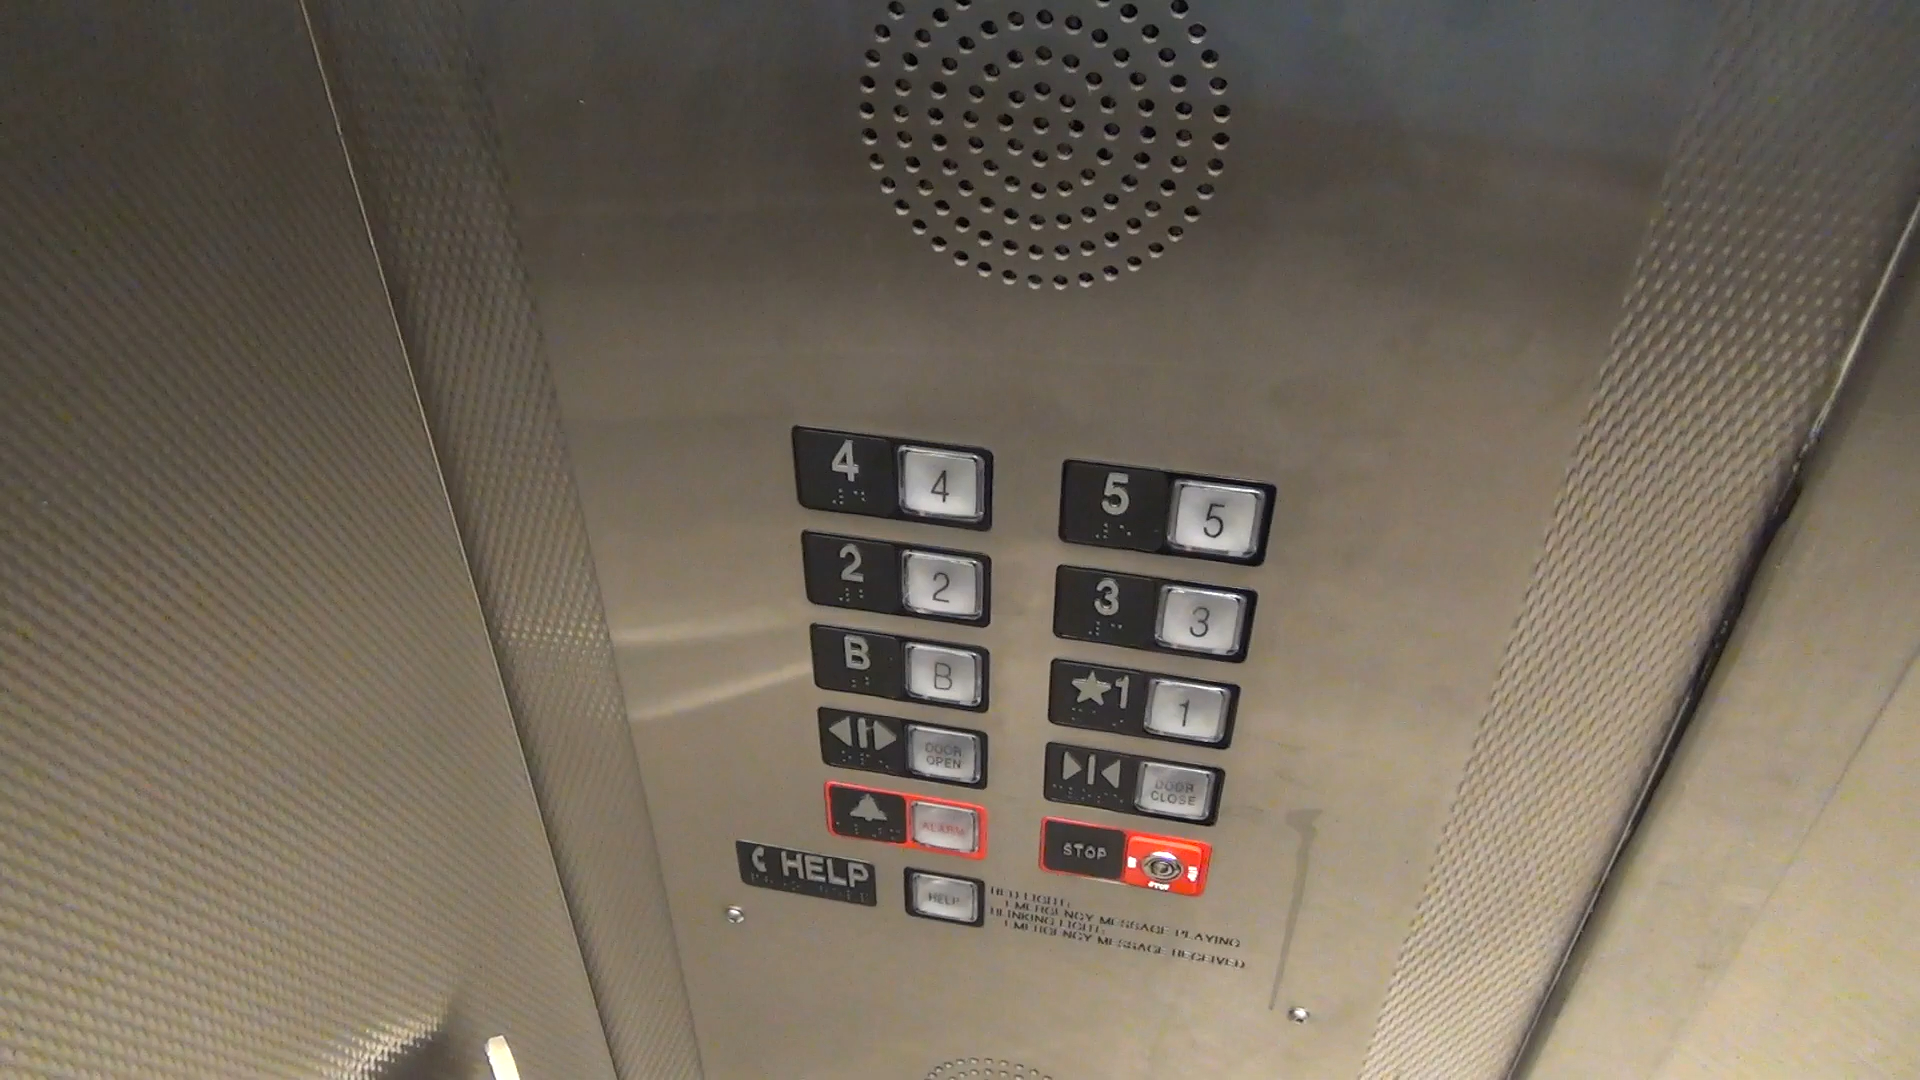 4 4
5 5
2 2
3 3
B B
★1 1
DOOR
OPEN
DOOR
CLOSE
ALARM
STOP
STOP
HELP
HELP
RED LIGHT:
EMERGENCY MESSAGE PLAYING
BLINKING LIGHT:
EMERGENCY MESSAGE RECEIVED